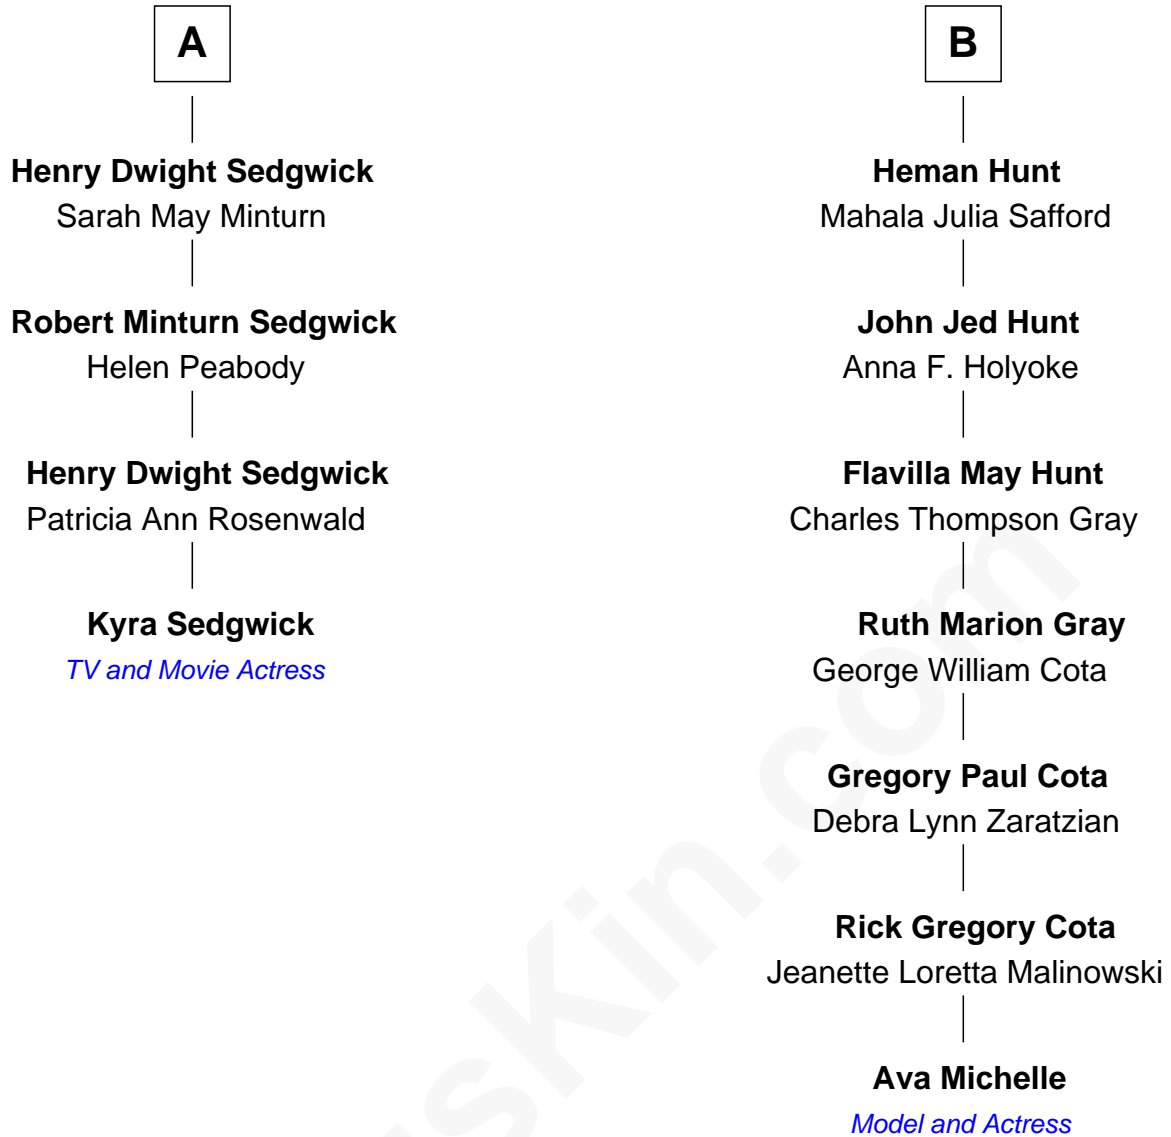 A
Henry Dwight Sedgwick
Sarah May Minturn
Robert Minturn Sedgwick
Helen Peabody
Henry Dwight Sedgwick
Patricia Ann Rosenwald
Kyra Sedgwick
TV and Movie Actress
B
Heman Hunt
Mahala Julia Safford
John Jed Hunt
Anna F. Holyoke
Flavilla May Hunt
Charles Thompson Gray
Ruth Marion Gray
George William Cota
Gregory Paul Cota
Debra Lynn Zaratzian
Rick Gregory Cota
Jeanette Loretta Malinowski
Ava Michelle
Model and Actress
sKin.com